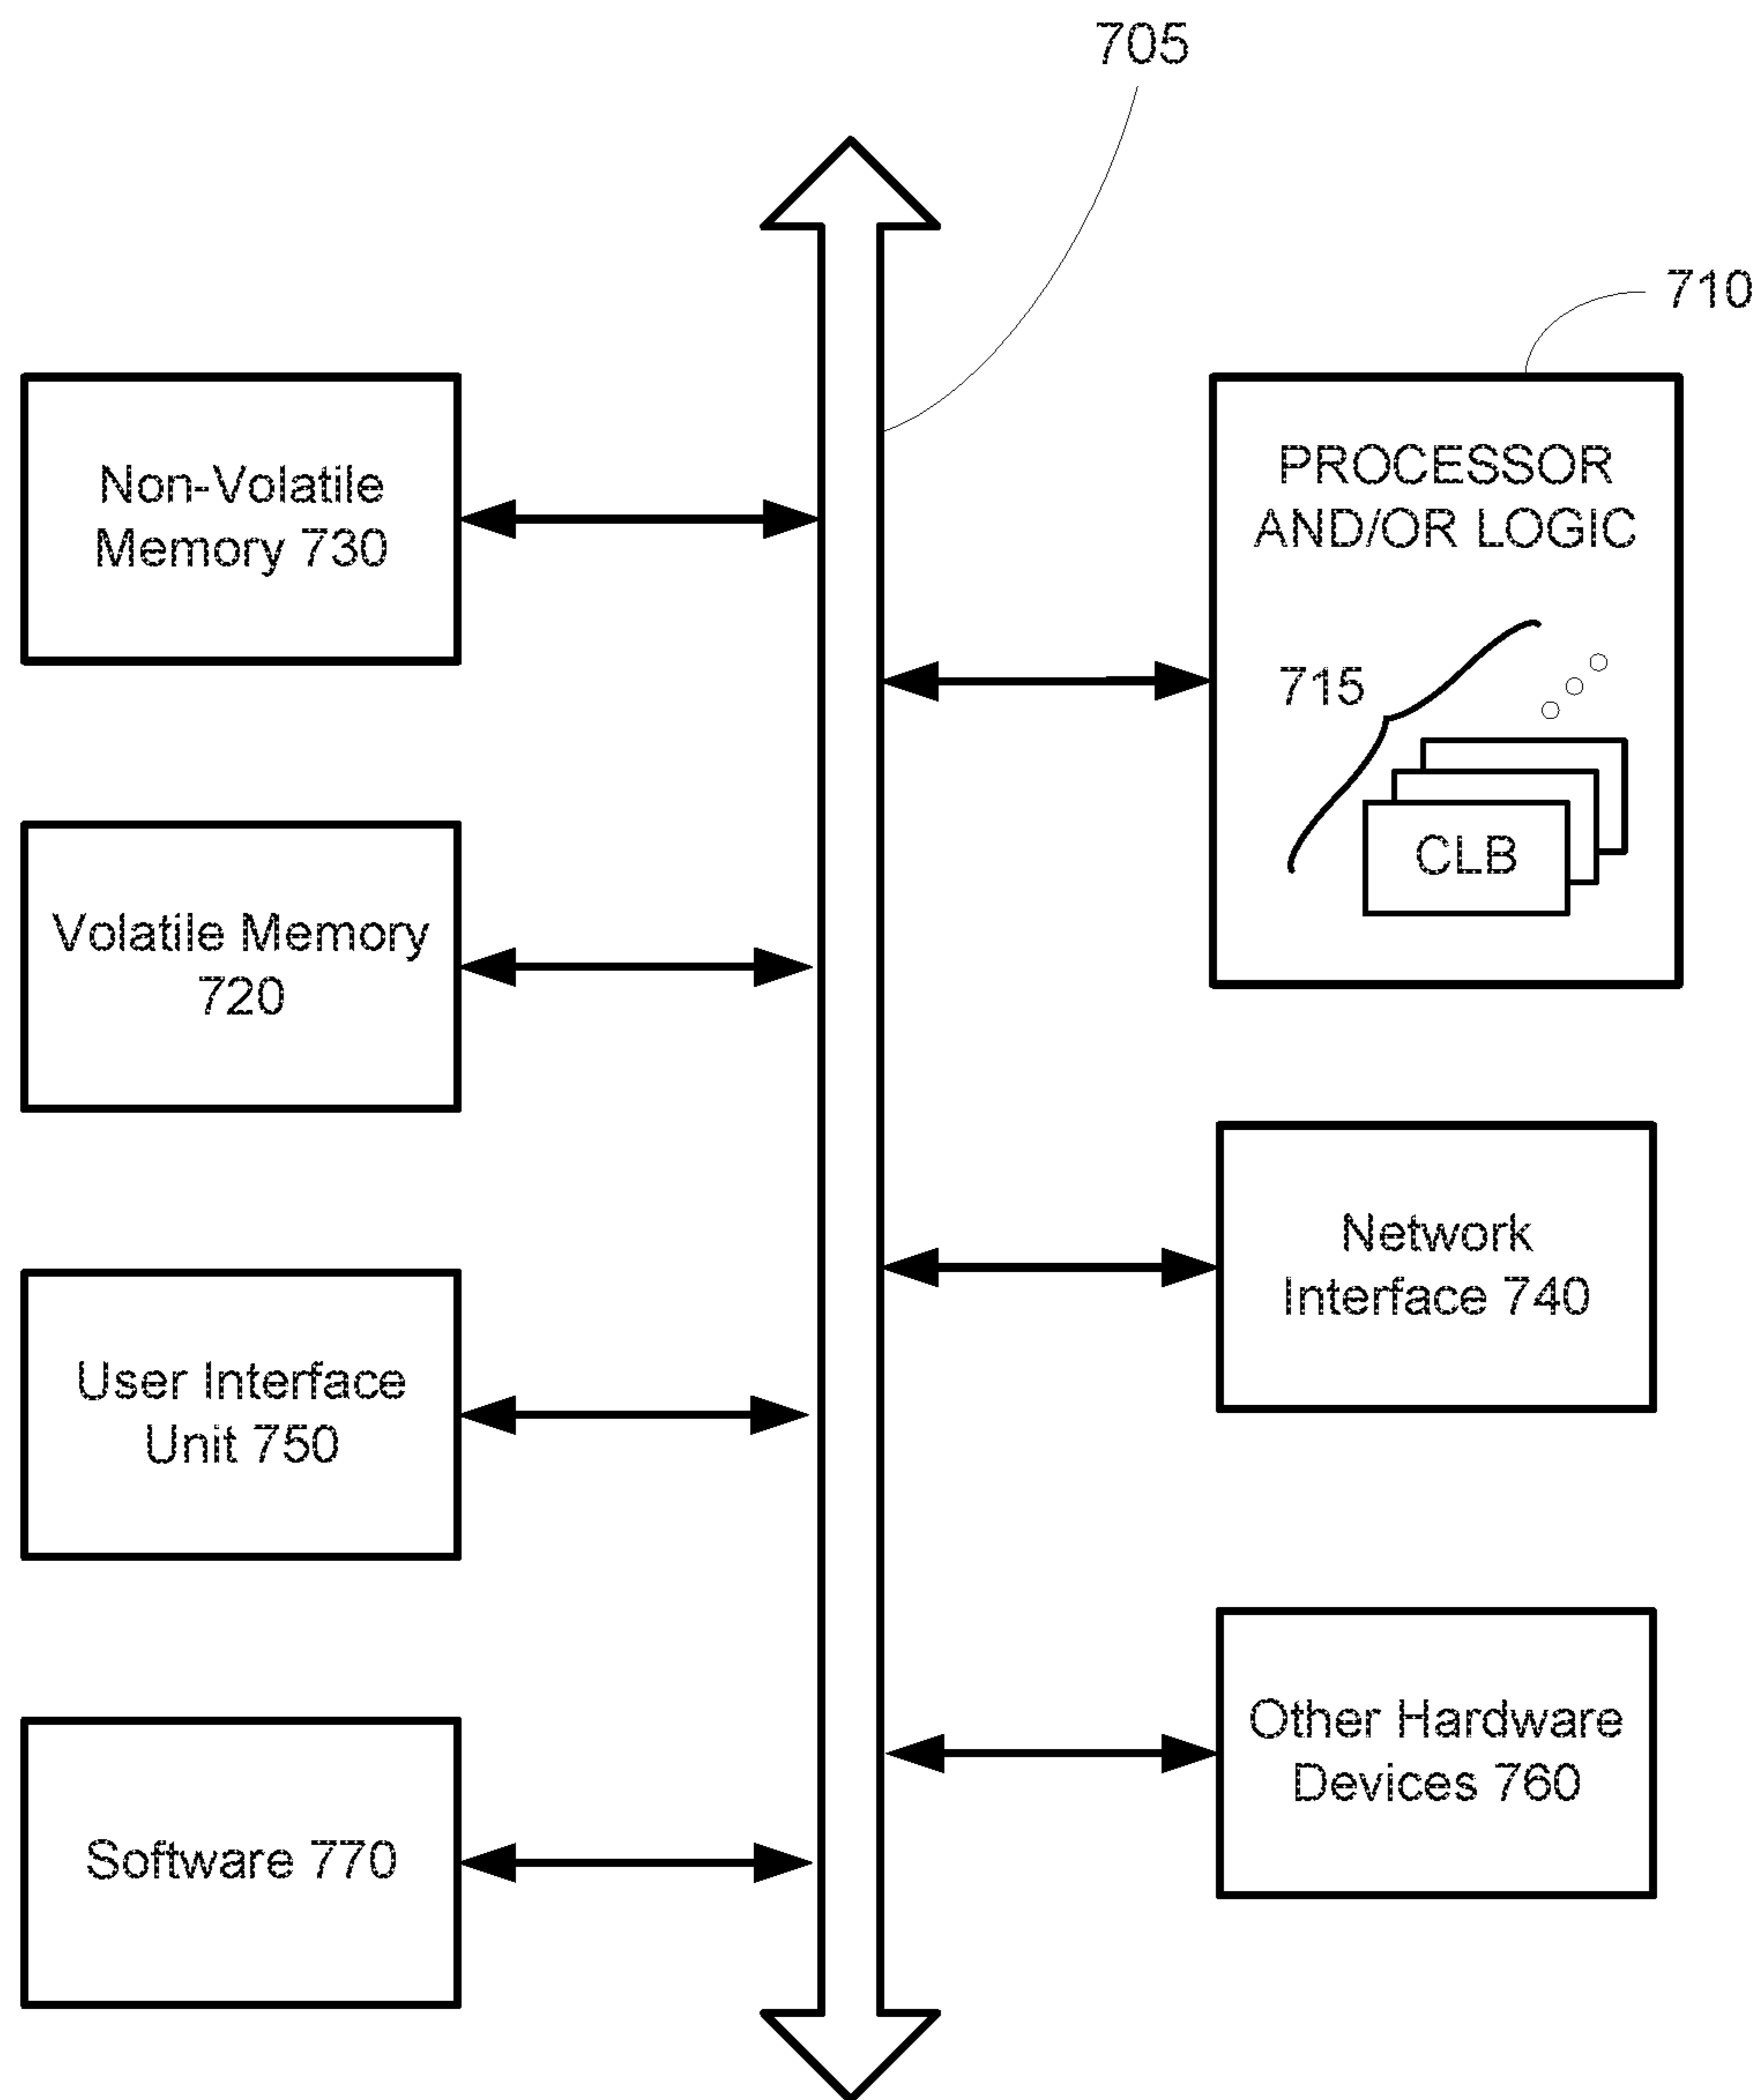 705
710
Non-Volatile
Memory 730
PROCESSOR
AND/OR LOGIC
715
CLB
Volatile Memory
720
Network
Interface 740
User Interface
Unit 750
Other Hardware
Devices 760
Software 770